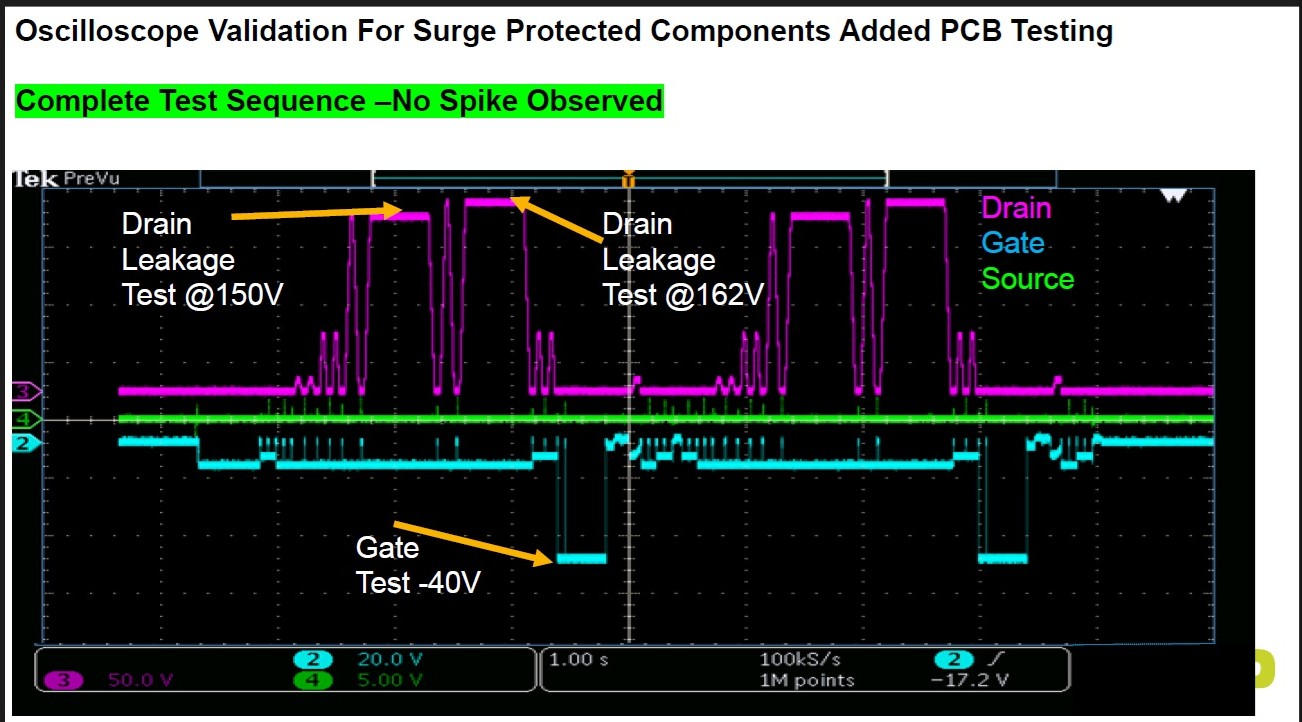 Oscilloscope Validation For Surge Protected Components Added PCB Testing
Complete Test Sequence –No Spike Observed
Tek PreVu
T
Drain
Leakage
Test @150V
Drain
Leakage
Test @162V
Drain
Gate
Source
3
4
2
Gate
Test -40V
2 20.0 V
3 50.0 V 4 5.00 V
1.00 s
100kS/s
1M points
2
−17.2 V